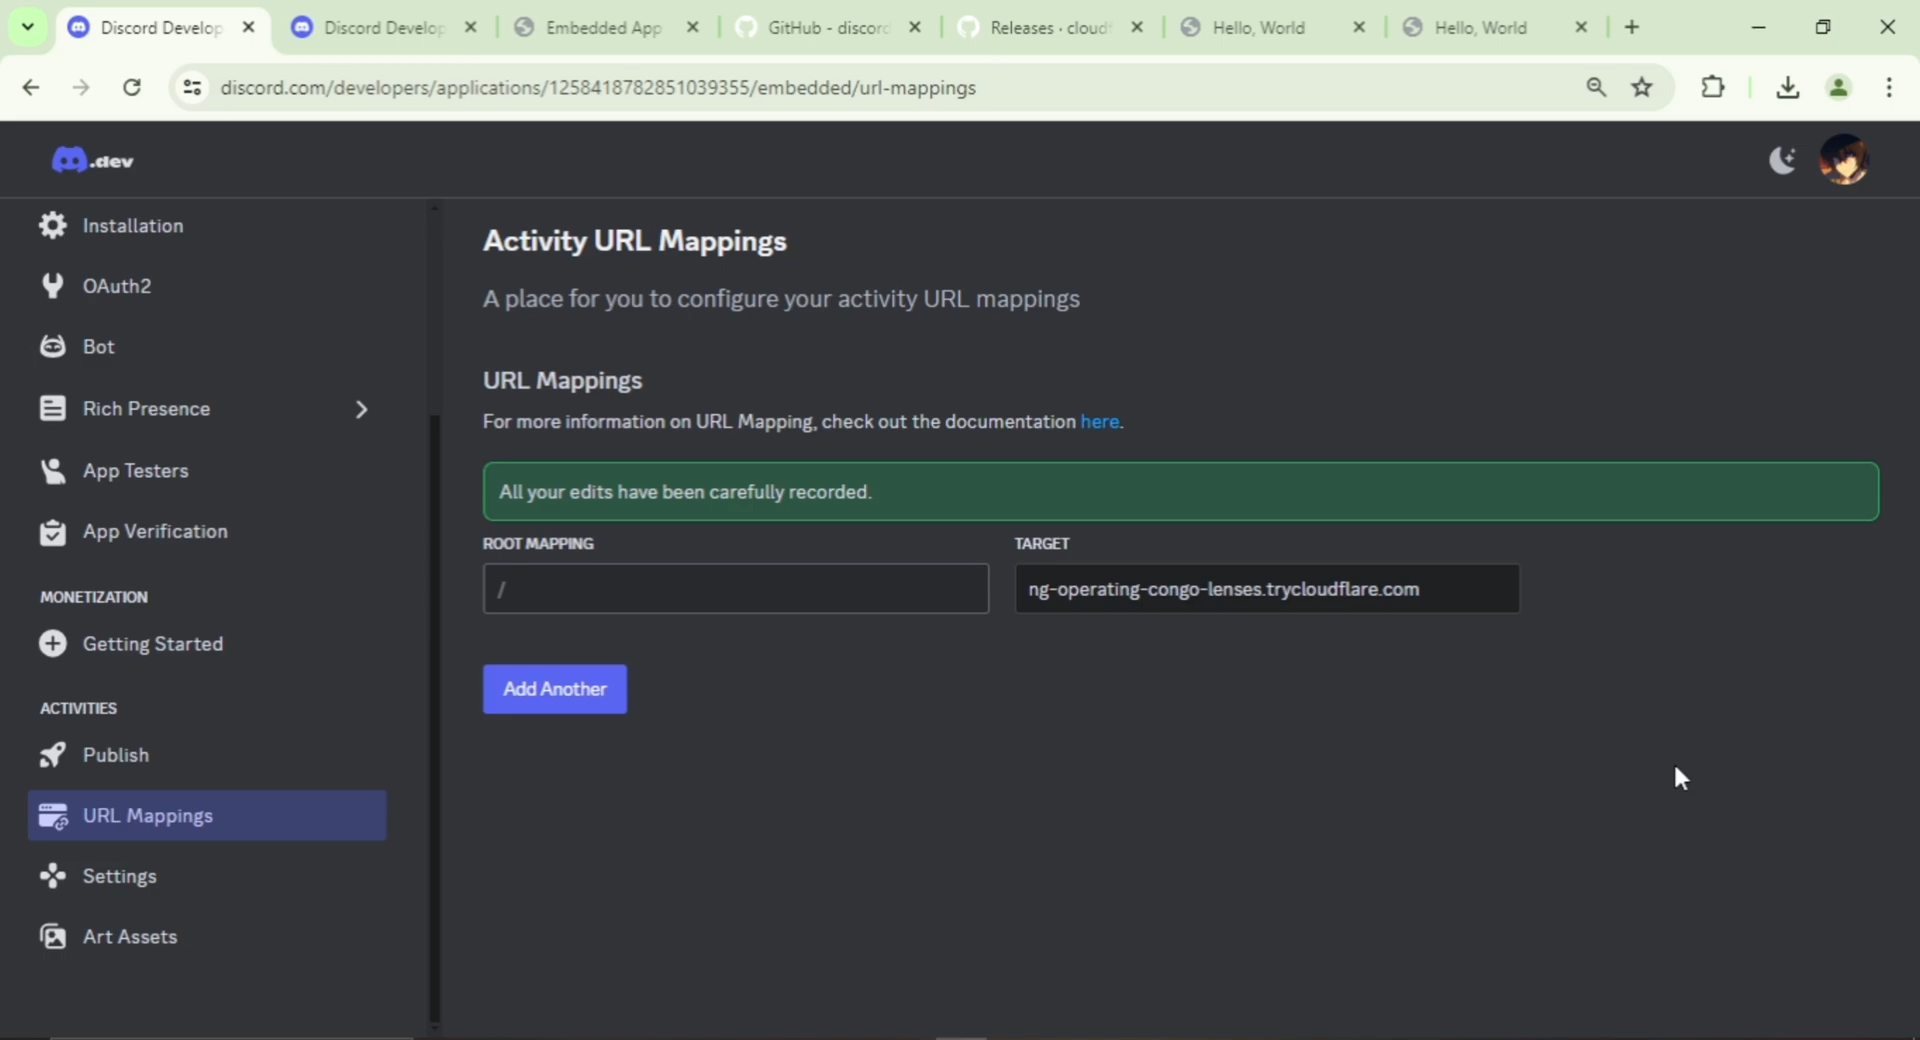 Discord Develop
Discord Develop
Embedded App
GitHub - discord
Releases · cloudf
Hello, World
Hello, World
discord.com/developers/applications/1258418782851039355/embedded/url-mappings
.dev
Installation
OAuth2
Bot
Rich Presence
App Testers
App Verification
MONETIZATION
Getting Started
ACTIVITIES
Publish
URL Mappings
Settings
Art Assets
Activity URL Mappings
A place for you to configure your activity URL mappings
URL Mappings
For more information on URL Mapping, check out the documentation here.
All your edits have been carefully recorded.
ROOT MAPPING
TARGET
/
ng-operating-congo-lenses.trycloudflare.com
Add Another